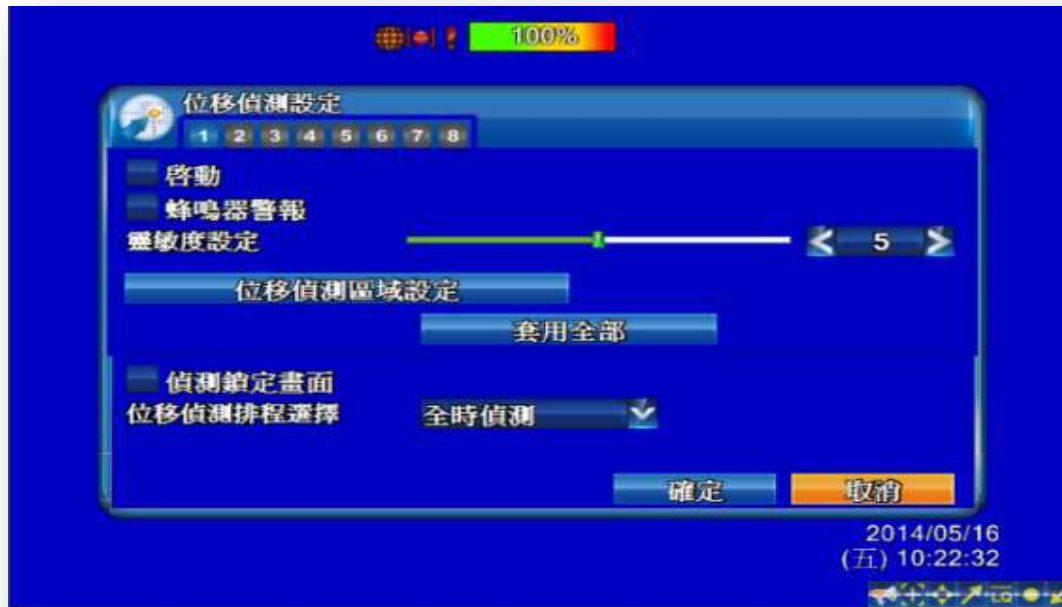 100%
位移偵測設定
1 2 3 4 5 6 7 8
啓動
蜂鳴器警報
靈敏度設定 5
位移偵測區域設定
套用全部
偵測鎖定畫面
位移偵測排程選擇 全時偵測
確定 取消
2014/05/16
(五) 10:22:32
LQ